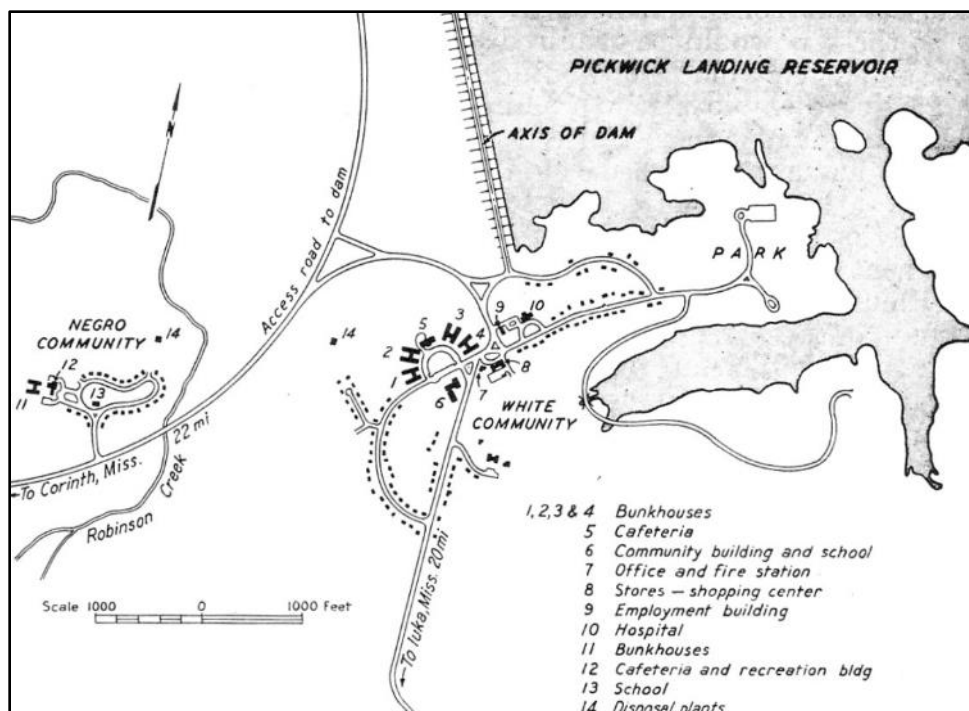 PICKWICK LANDING RESERVOIR
AXIS OF DAM
N
Access road to dam
PARK
NEGRO
COMMUNITY
14
12
13
11
22 mi
To Corinth, Miss.
Robinson
Creek
14
5
3
4
2
1
6
9
10
7
8
WHITE
COMMUNITY
To Iuka, Miss. 20 mi
Scale 1000 0 1000 Feet
1, 2, 3 & 4 Bunkhouses
5 Cafeteria
6 Community building and school
7 Office and fire station
8 Stores — shopping center
9 Employment building
10 Hospital
11 Bunkhouses
12 Cafeteria and recreation bldg
13 School
14 Disposal plants